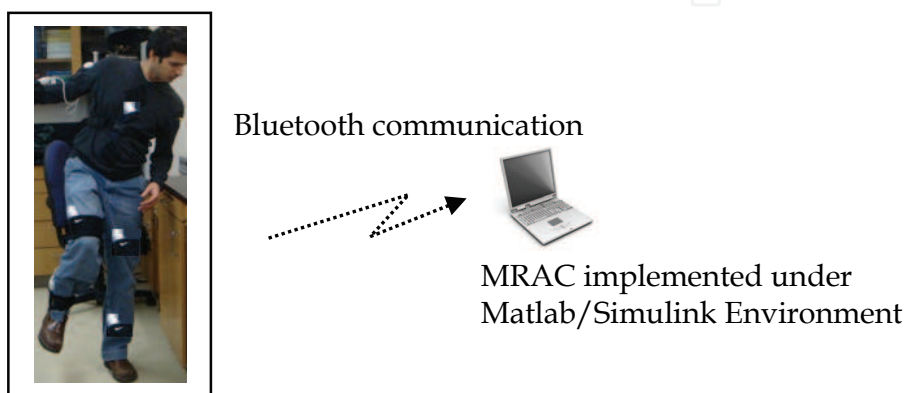 Bluetooth communication
MRAC implemented under
Matlab/Simulink Environment